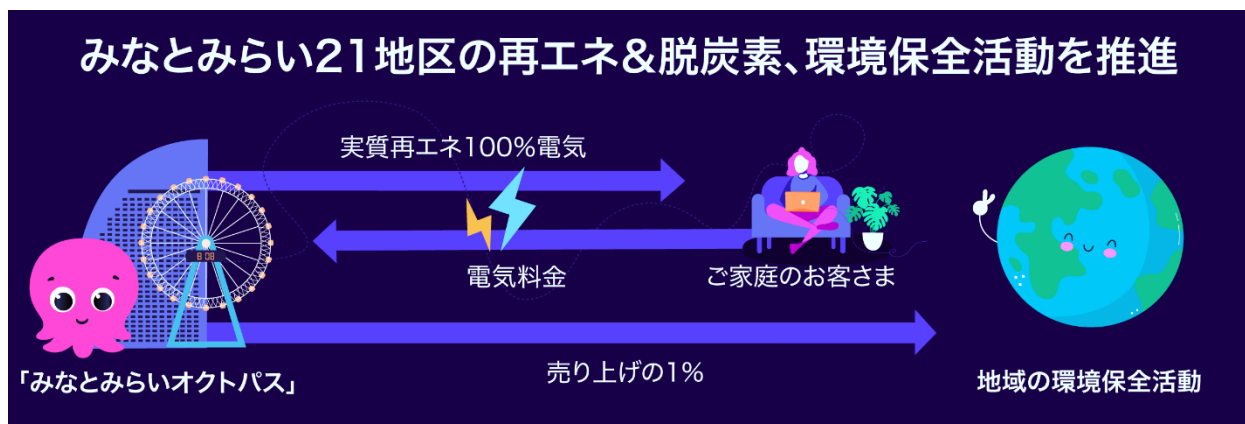 みなとみらい21地区の再エネ&脱炭素、環境保全活動を推進
実質再エネ100%電気
8:08
電気料金
ご家庭のお客さま
売り上げの1%
「みなとみらいオクトパス」
地域の環境保全活動